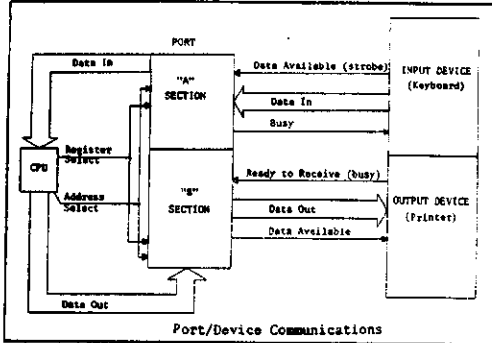 PORT
Data In
"A"
SECTION
Data Available (strobe)
Data In
Busy
INPUT DEVICE
(Keyboard)
CPU
Register
Select
Address
Select
"B"
SECTION
Ready to Receive (busy)
Data Out
Data Available
OUTPUT DEVICE
(Printer)
Data Out
Port/Device Communications